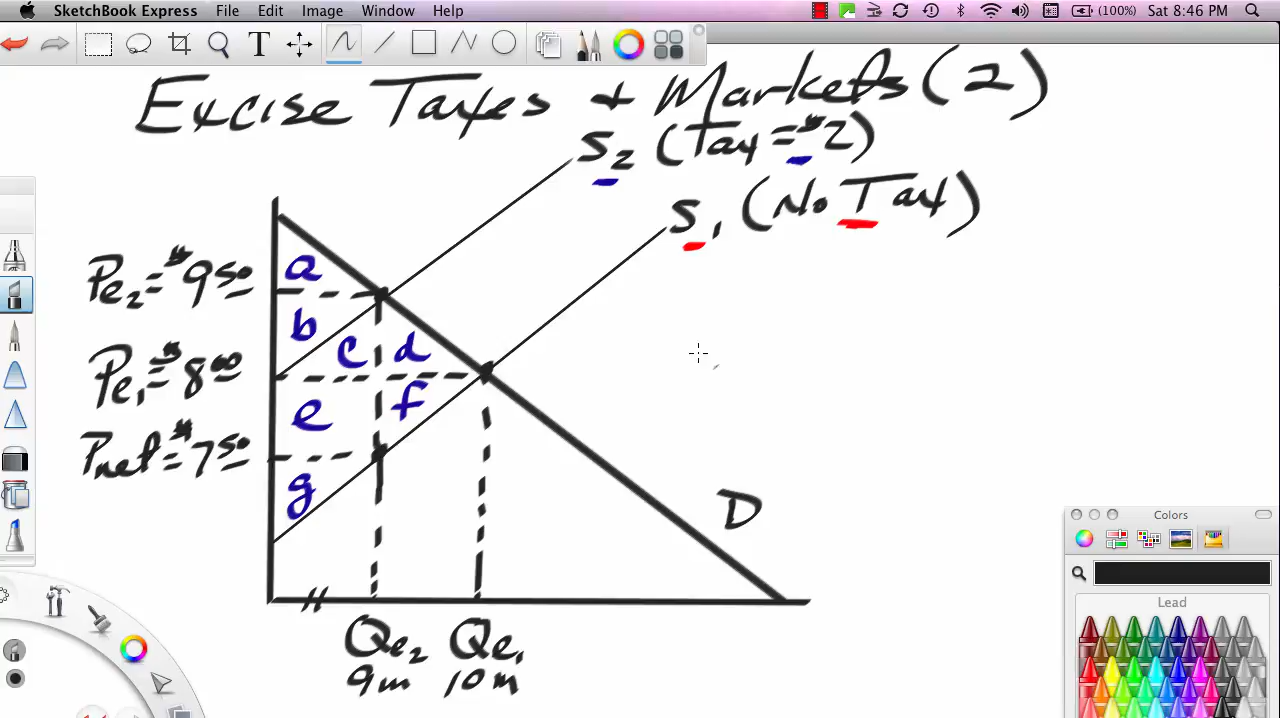 SketchBook Express File Edit Image Window Help (100%) Sat 8:46 PM
T
Excise Taxes + Markets (2)
S2 (Tax = $2)
S1 (No Tax)
Pe2 = $9 50
Pe1 = $8 00
Pnet = $7 50
a
b
c d
e f
g
D
Qe2 Qe1
9m 10m
Colors
Lead